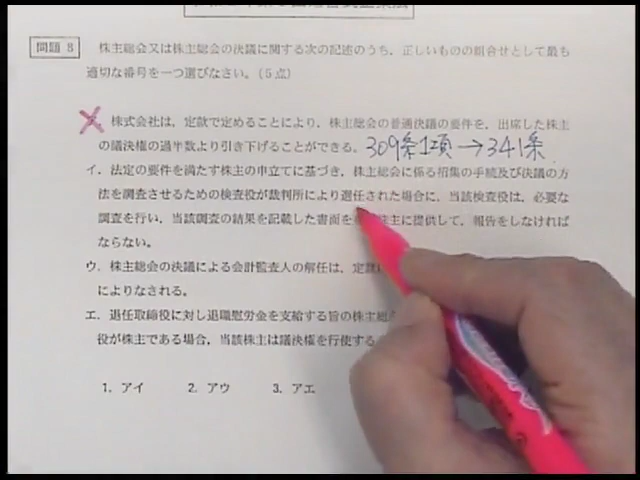 問題 8 株主総会又は株主総会の決議に関する次の記述のうち，正しいものの組合せとして最も
適切な番号を一つ選びなさい。（5点）
株式会社は，定款で定めることにより，株主総会の普通決議の要件を，出席した株主
の議決権の過半数より引き下げることができる。 309条1項→341条
イ．法定の要件を満たす株主の申立てに基づき，株主総会に係る招集の手続及び決議の方
法を調査させるための検査役が裁判所により選任された場合に，当該検査役は，必要な
調査を行い，当該調査の結果を記載した書面を 株主に提供して，報告をしなければ
ならない。
ウ．株主総会の決議による会計監査人の解任は，定款
によりなされる。
エ．退任取締役に対し退職慰労金を支給する旨の株主総
役が株主である場合，当該株主は議決権を行使する
1．アイ 2．アウ 3．アエ